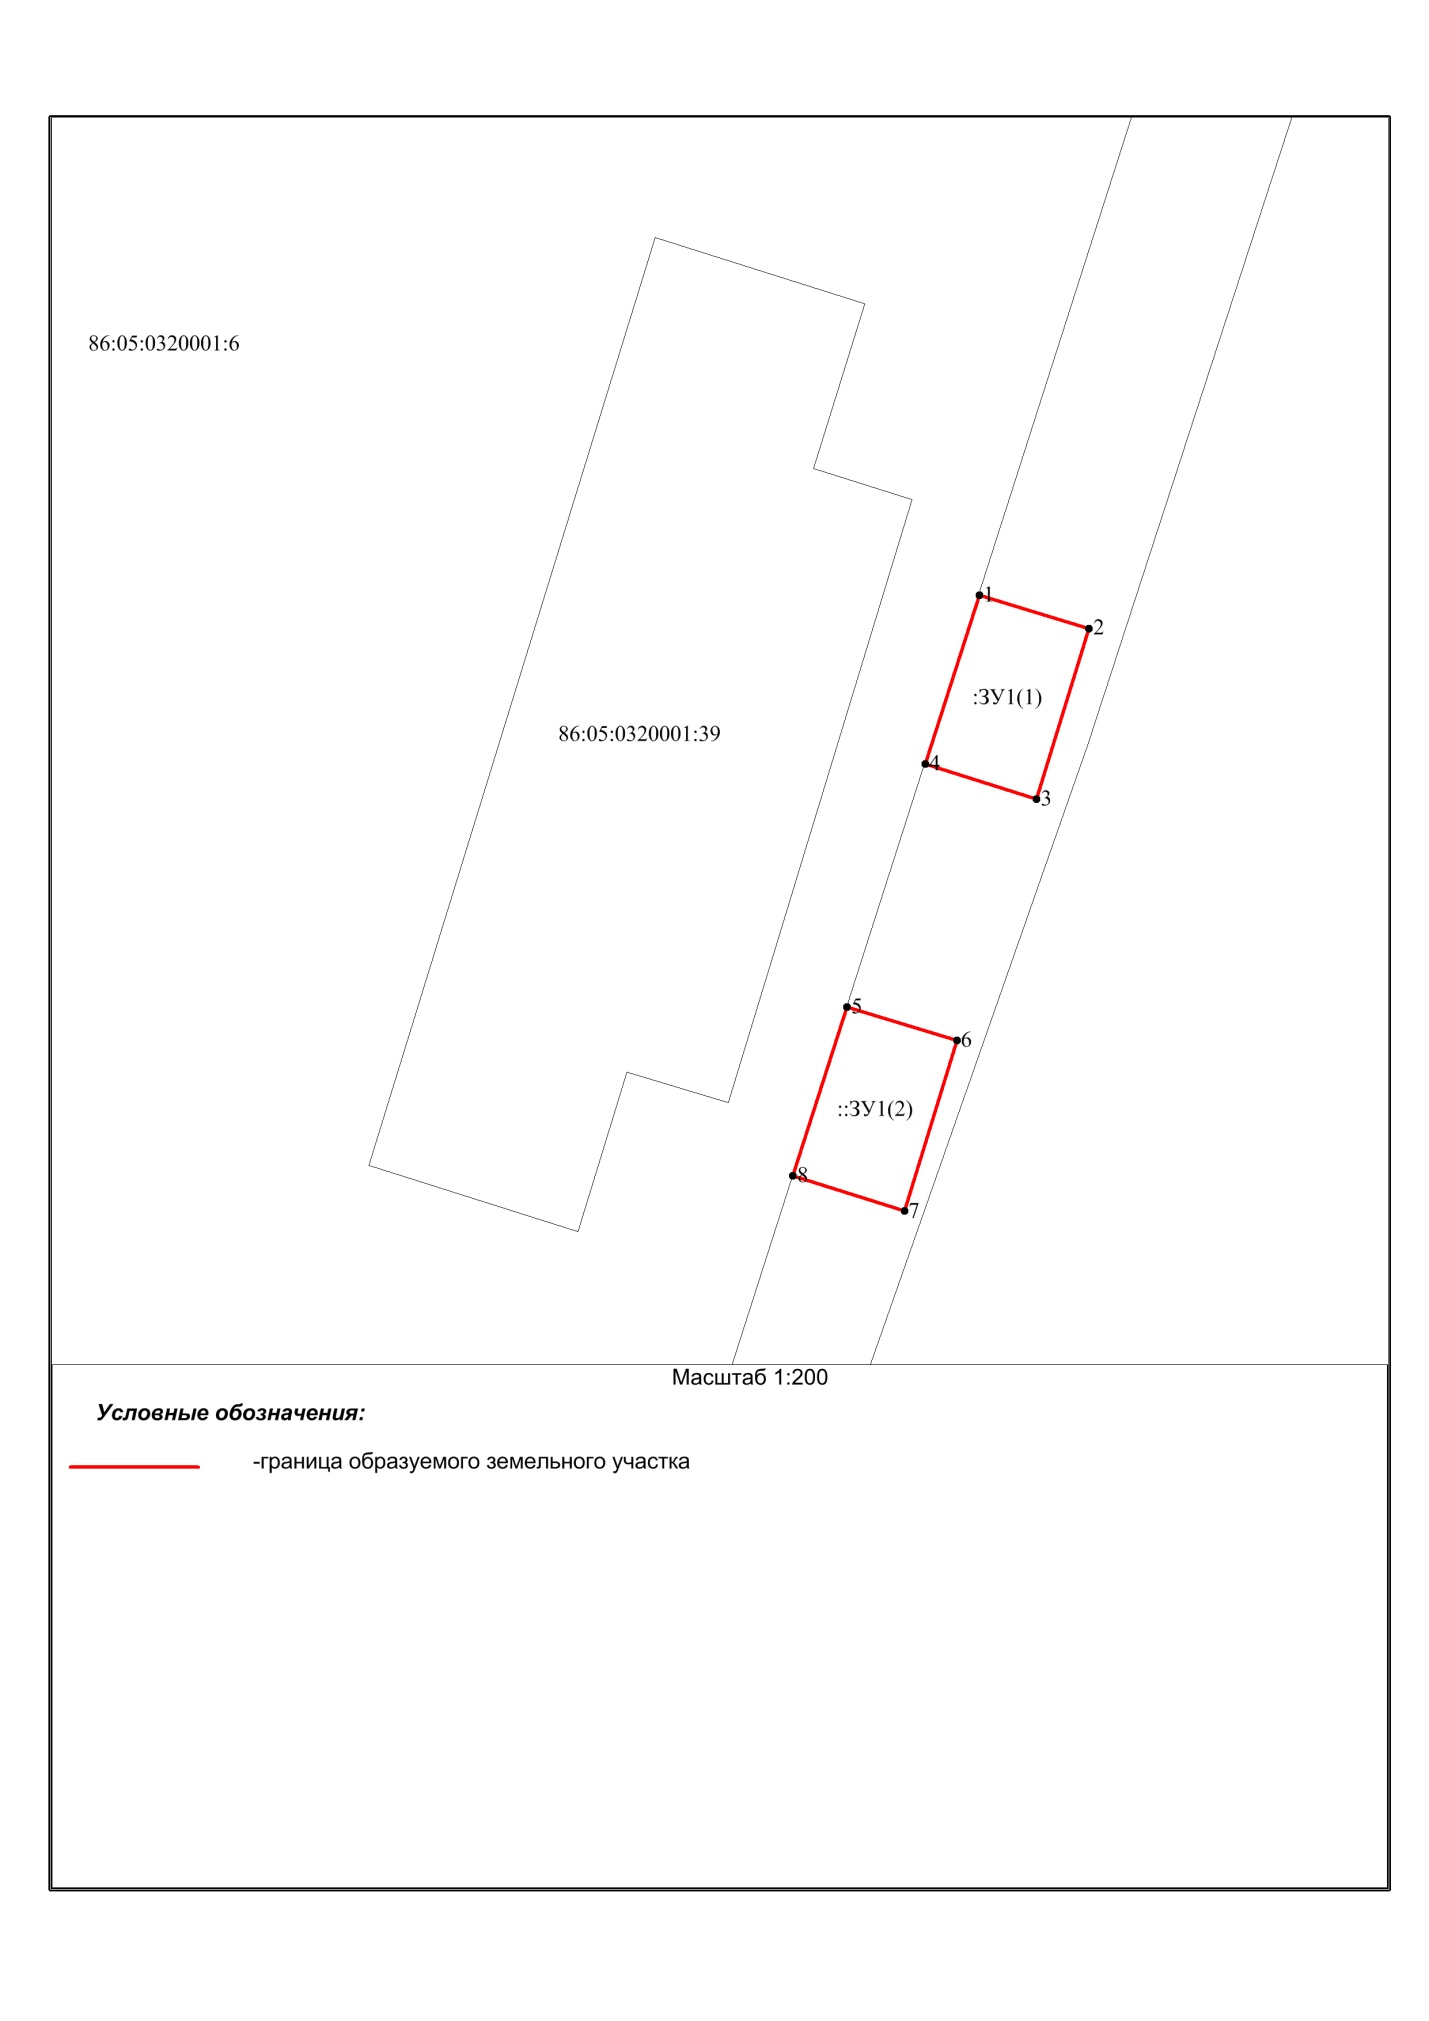 86:05:0320001:6
1
2
:ЗУ1(1)
86:05:0320001:39
4
3
5
6
::ЗУ1(2)
8
7
Масштаб 1:200
Условные обозначения:
-граница образуемого земельного участка